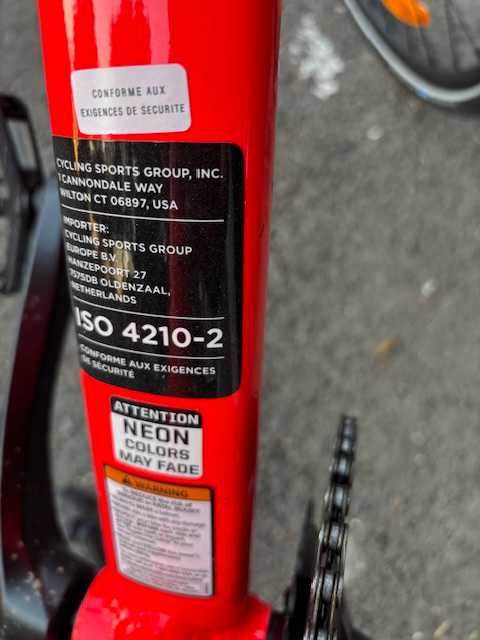 CONFORME AUX
EXIGENCES DE SECURITE
CYCLING SPORTS GROUP, INC.
1 CANNONDALE WAY
WILTON CT 06897, USA
IMPORTER:
CYCLING SPORTS GROUP
EUROPE B.V.
HANZEPOORT 27
7575DB OLDENZAAL,
NETHERLANDS
ISO 4210-2
CONFORME AUX EXIGENCES
DE SÉCURITÉ
ATTENTION
NEON
COLORS
MAY FADE
WARNING